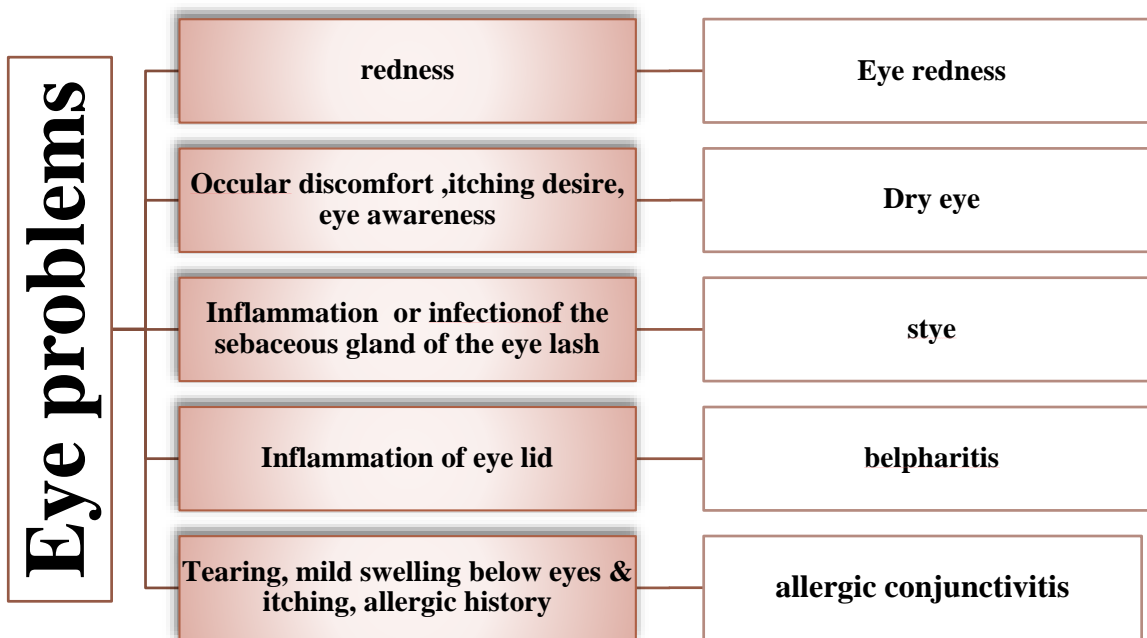 Eye problems
redness
Eye redness
Occular discomfort ,itching desire,
eye awareness
Dry eye
Inflammation  or infectionof the
sebaceous gland of the eye lash
stye
Inflammation of eye lid
belpharitis
Tearing, mild swelling below eyes &
itching, allergic history
allergic conjunctivitis